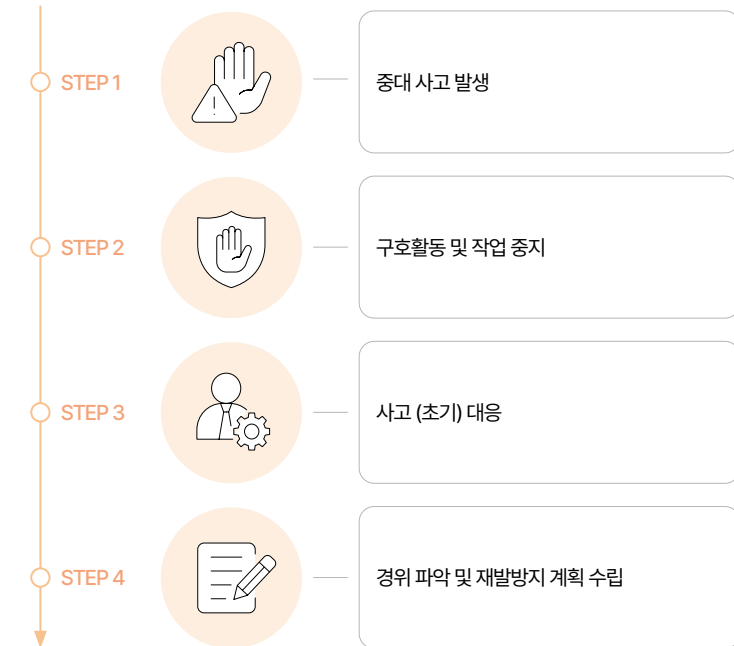 STEP 1
중대 사고 발생
STEP 2
구호활동 및 작업 중지
STEP 3
사고 (초기) 대응
STEP 4
경위 파악 및 재발방지 계획 수립